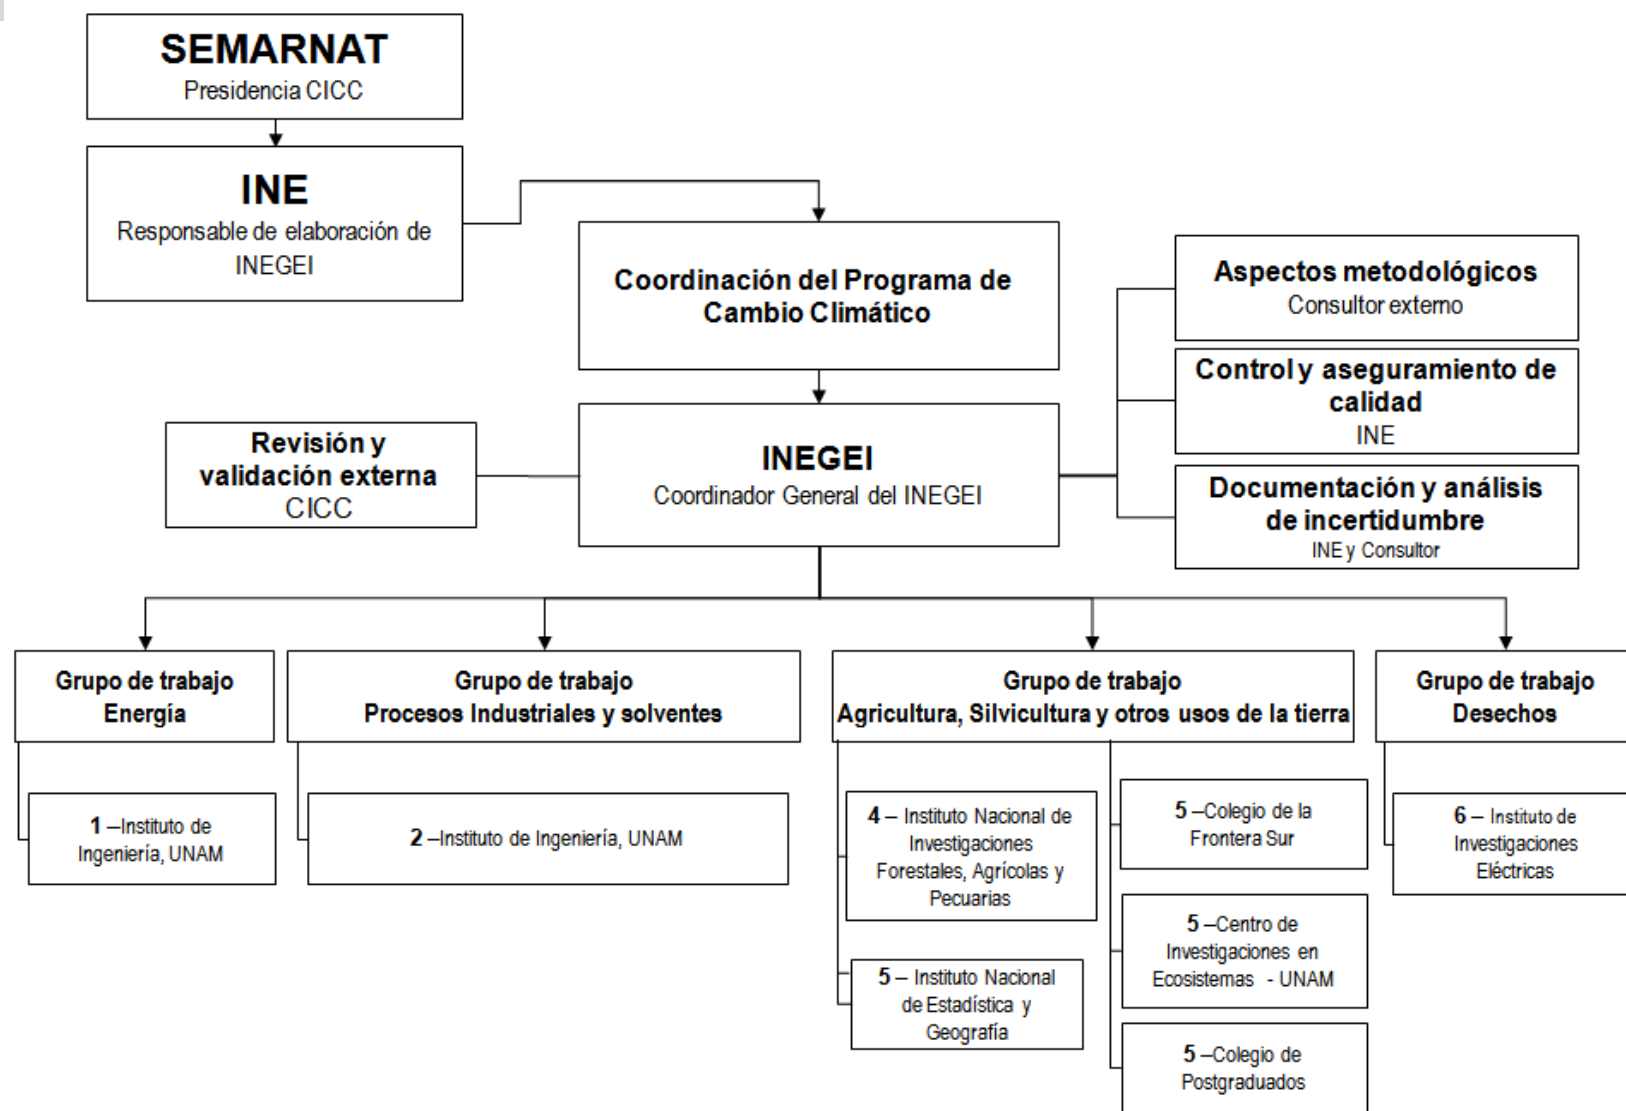 SEMARNAT
Presidencia CICC
INE
Responsable de elaboración de
INEGEI
Coordinación del Programa de
Cambio Climático
Aspectos metodológicos
Consultor externo
Control y aseguramiento de
calidad
INE
Documentación y análisis
de incertidumbre
INE y Consultor
Revisión y
validación externa
CICC
INEGEI
Coordinador General del INEGEI
Grupo de trabajo
Energía
Grupo de trabajo
Procesos Industriales y solventes
Grupo de trabajo
Agricultura, Silvicultura y otros usos de la tierra
Grupo de trabajo
Desechos
1 –Instituto de
Ingeniería, UNAM
2 –Instituto de Ingeniería, UNAM
4 – Instituto Nacional de
Investigaciones
Forestales, Agrícolas y
Pecuarias
5 – Instituto Nacional
de Estadística y
Geografía
5 –Colegio de la
Frontera Sur
5 –Centro de
Investigaciones en
Ecosistemas - UNAM
5 –Colegio de
Postgraduados
6 – Instituto de
Investigaciones
Eléctricas